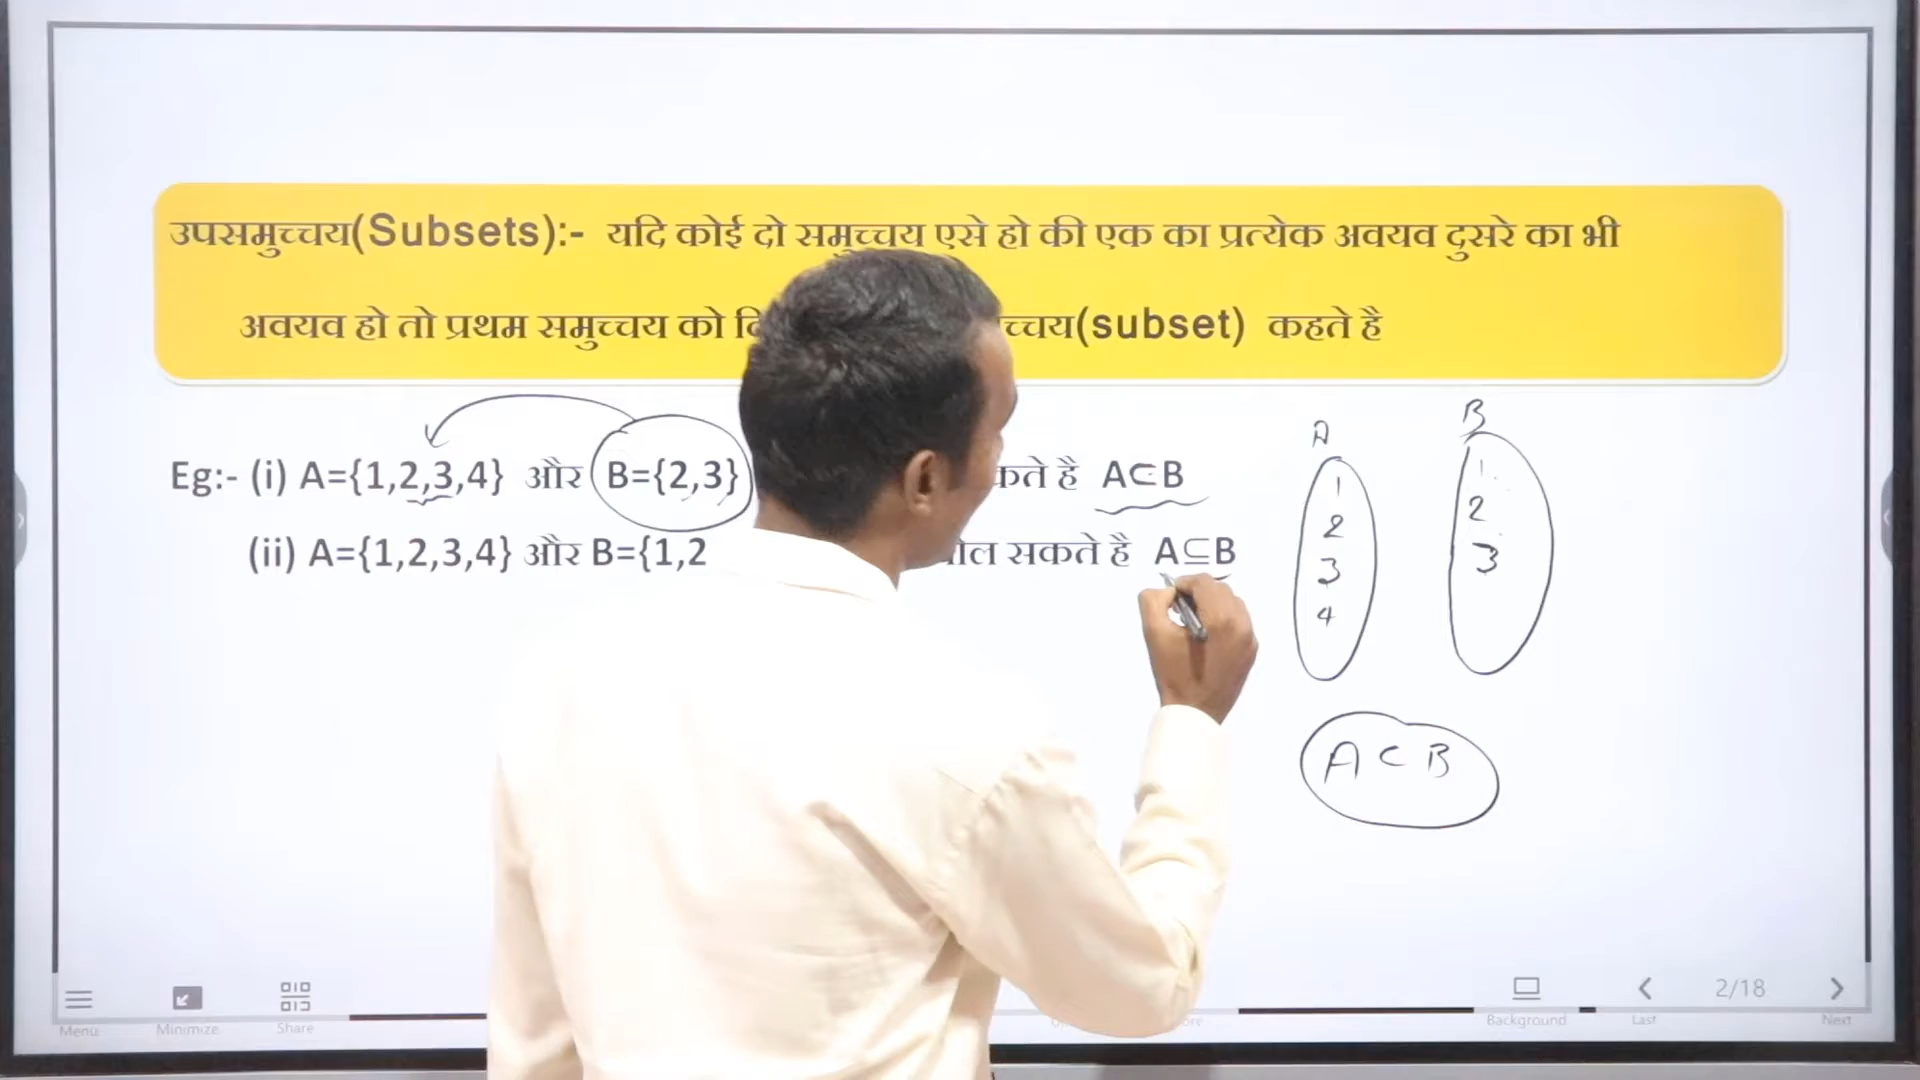 उपसमुच्चय(Subsets):- यदि कोई दो समुच्चय एसे हो की एक का प्रत्येक अवयव दुसरे का भी
अवयव हो तो प्रथम समुच्चय को च्चय(subset) कहते है
Eg:- (i) A={1,2,3,4} और B={2,3} कते है A⊂B
(ii) A={1,2,3,4} और B={1,2 ोल सकते है A⊆B
A
1
2
3
4
B
1
2
3
A ⊂ B
Menu
Minimize
Share
Background
Last
2/18
Next